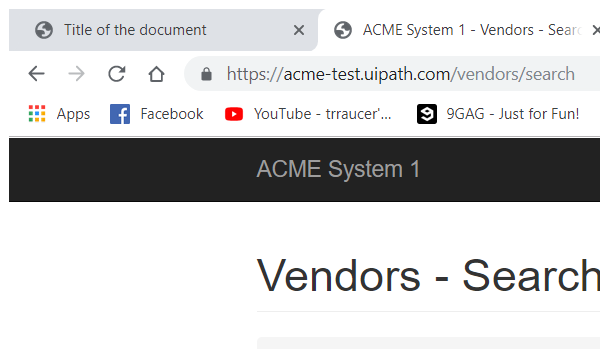 Title of the document
ACME System 1 - Vendors - Sear
https://acme-test.uipath.com/vendors/search
Apps Facebook YouTube - trraucer'... 9GAG - Just for Fun!
ACME System 1
Vendors - Search